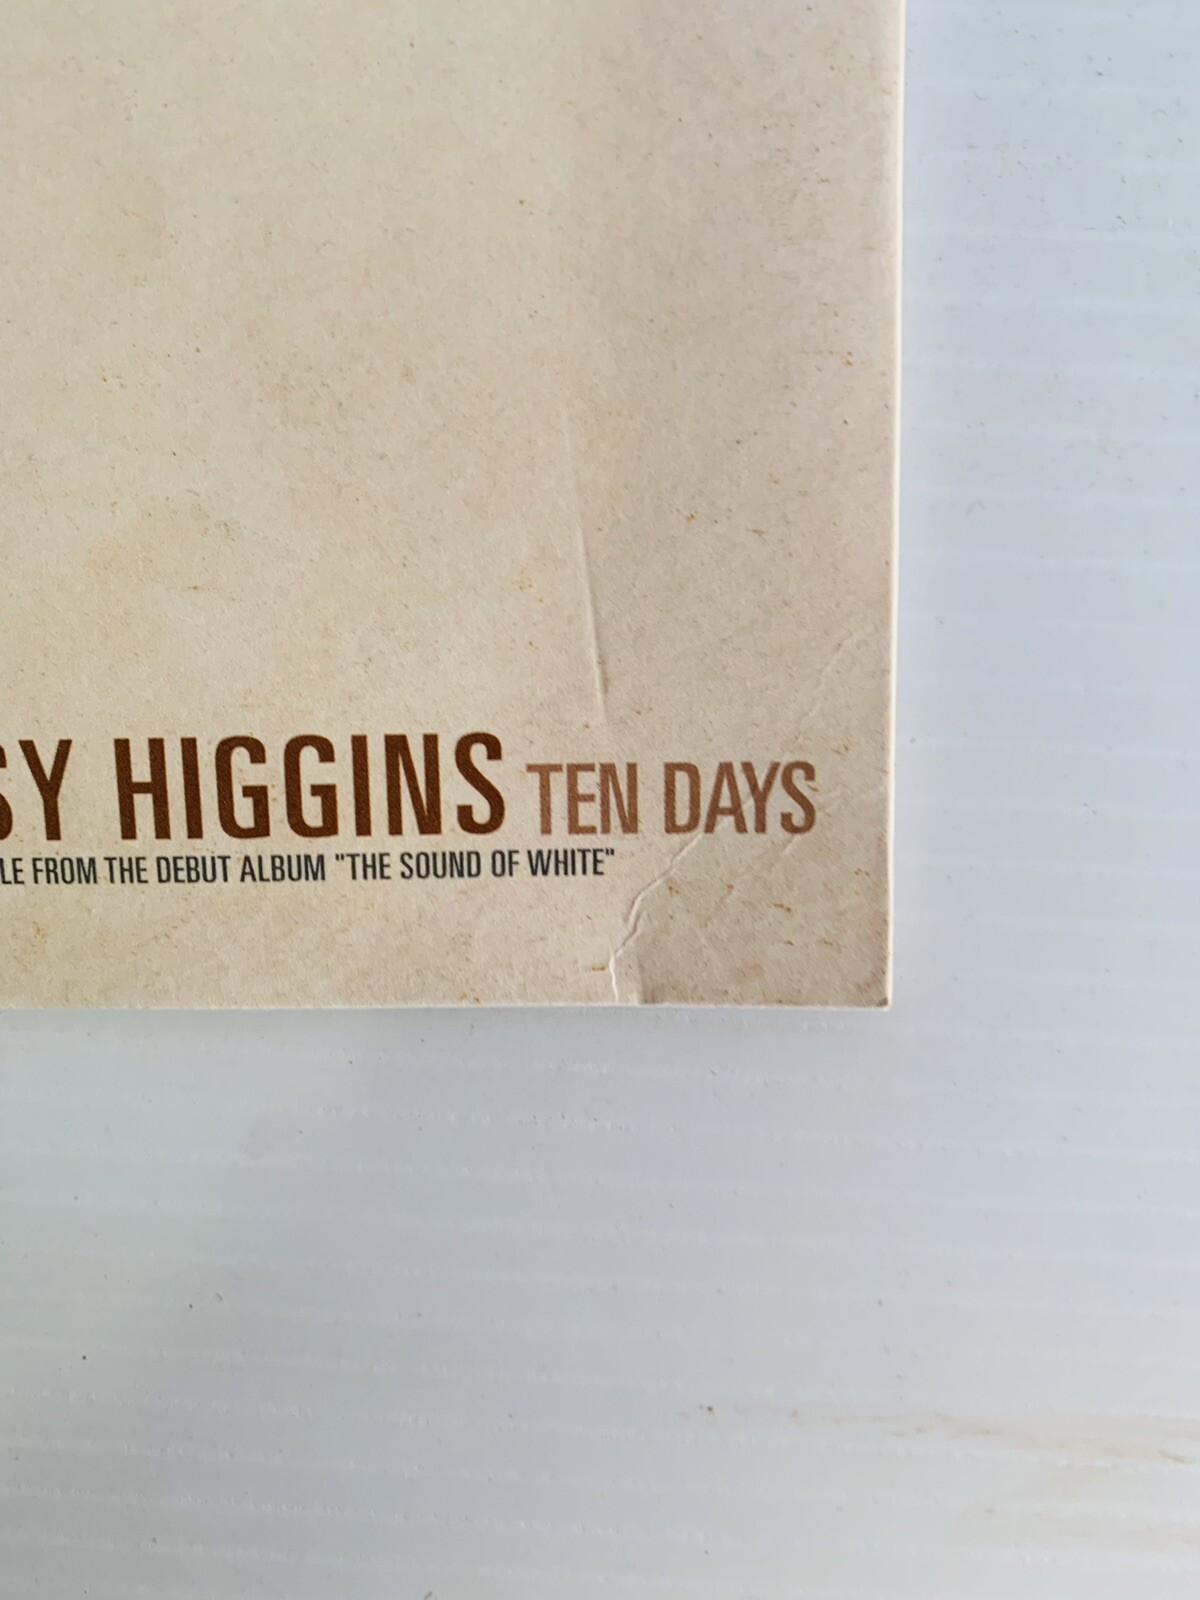 SY HIGGINS TEN DAYS
LE FROM THE DEBUT ALBUM "THE SOUND OF WHITE"